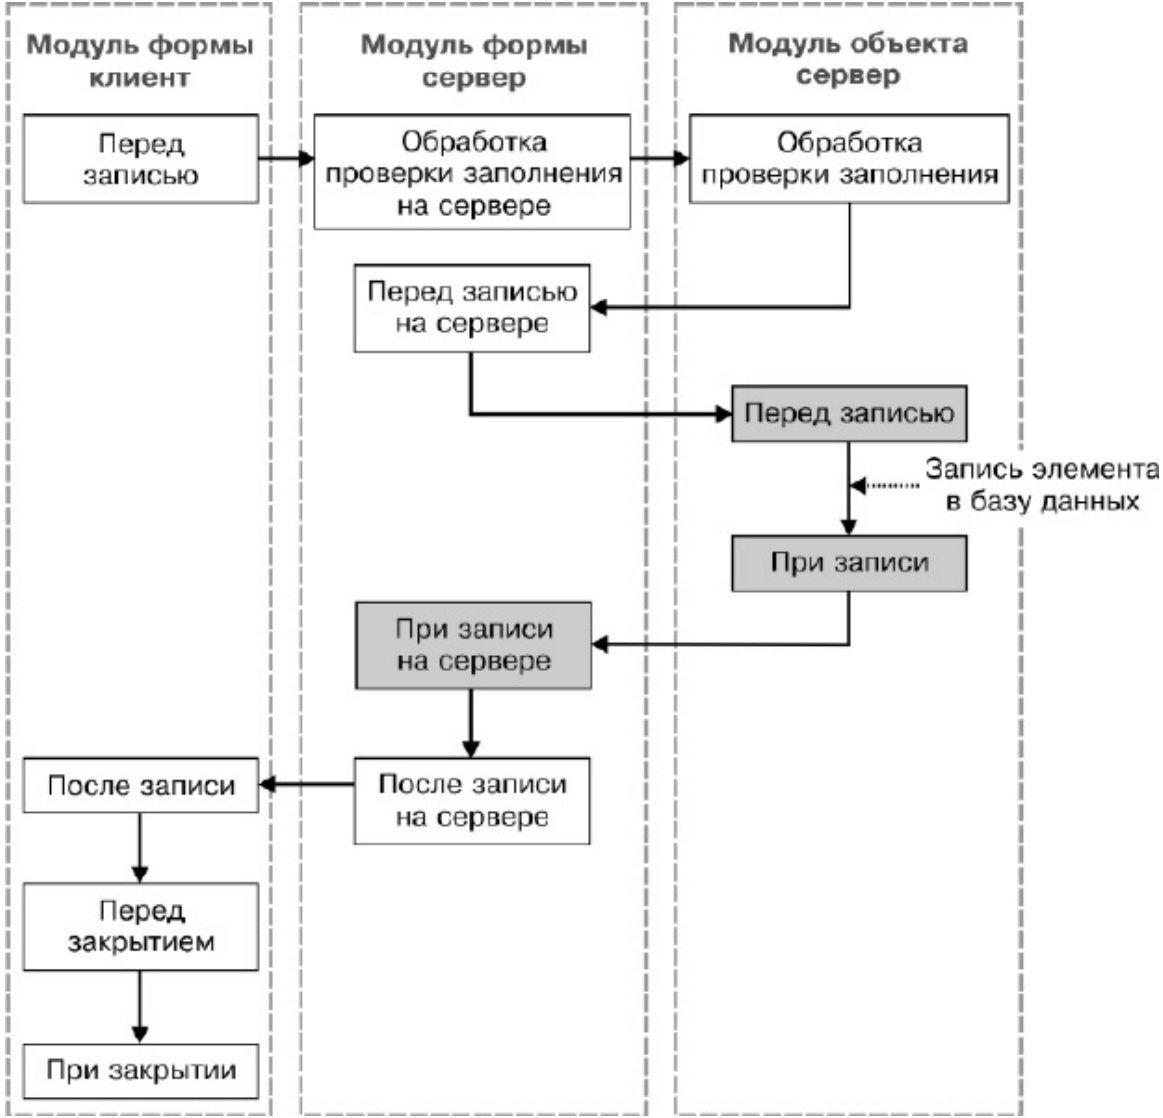 Модуль формы
клиент
Модуль формы
сервер
Модуль объекта
сервер
Перед
записью
Обработка
проверки заполнения
на сервере
Обработка
проверки заполнения
Перед записью
на сервере
Перед записью
Запись элемента
в базу данных
При записи
При записи
на сервере
После записи
После записи
на сервере
Перед
закрытием
При закрытии